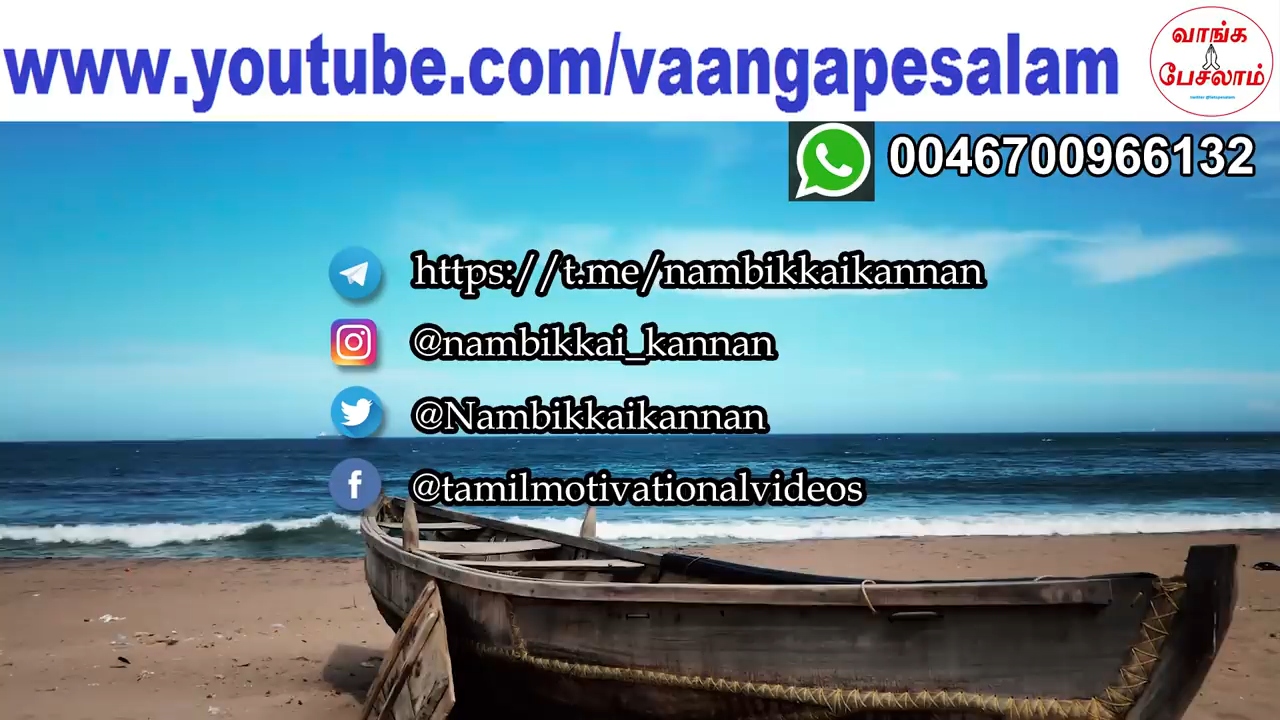 www.youtube.com/vaangapesalam
வாங்க
பேசலாம்
0046700966132
https://t.me/nambikkaikannan
@nambikkai_kannan
@Nambikkaikannan
@tamilmotivationalvideos